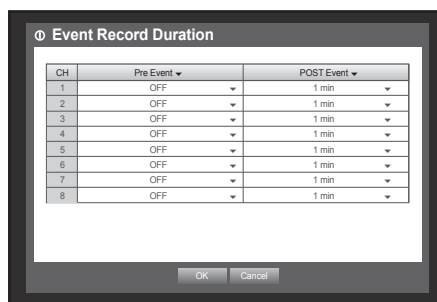 Event Record Duration
CH Pre Event POST Event
1 OFF 1 min
2 OFF 1 min
3 OFF 1 min
4 OFF 1 min
5 OFF 1 min
6 OFF 1 min
7 OFF 1 min
8 OFF 1 min
OK Cancel